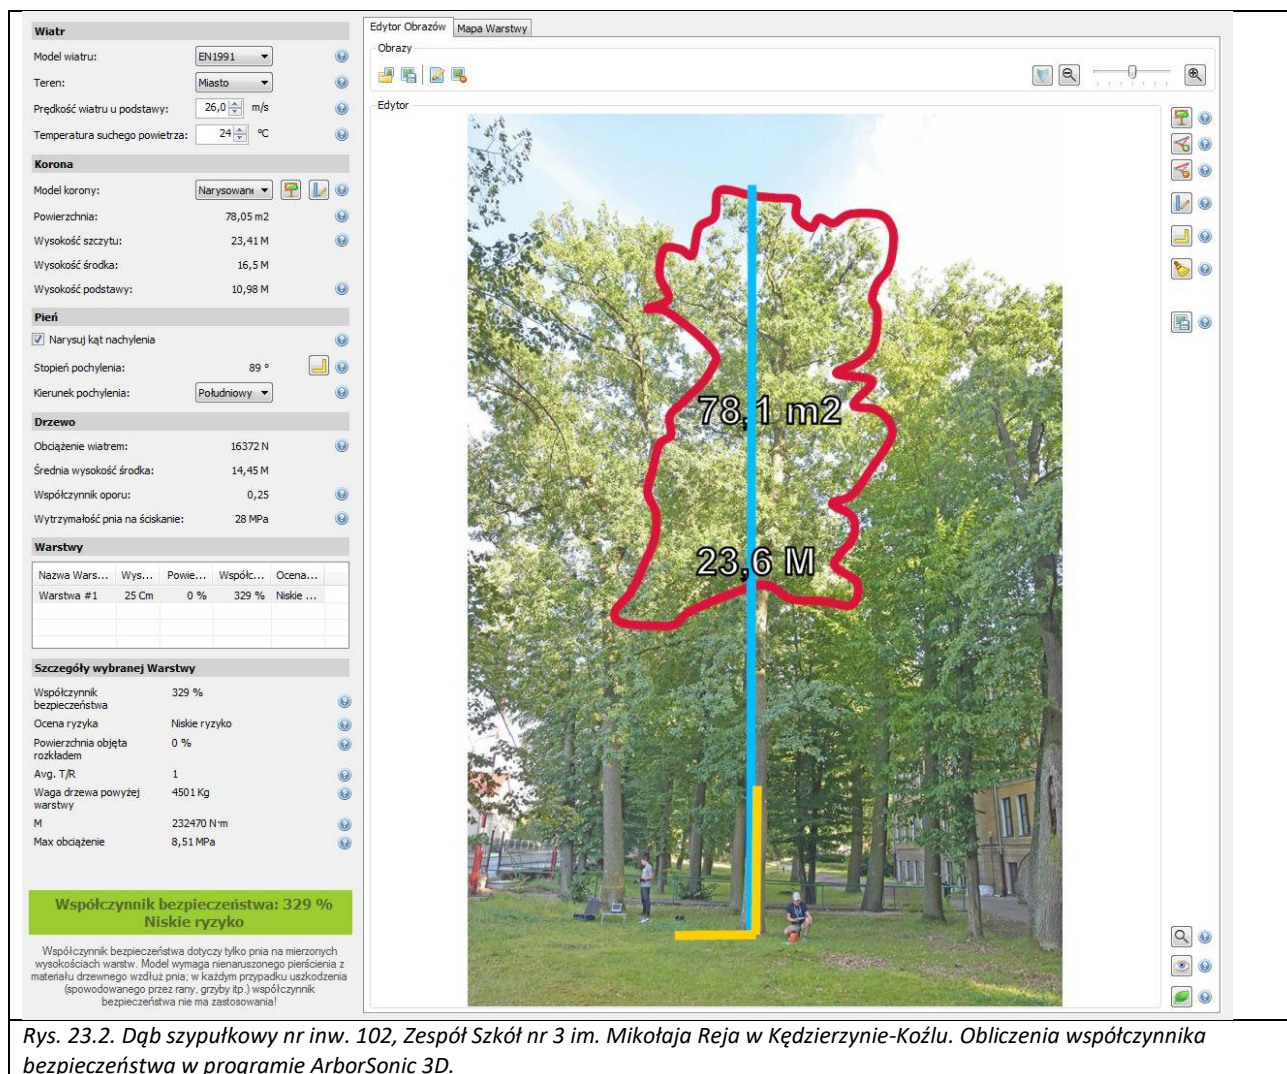 Wiatr
Model wiatru: EN1991
Teren: Miasto
Prędkość wiatru u podstawy: 26,0 m/s
Temperatura suchego powietrza: 24 °C
Korona
Model korony: Narysowane
Powierzchnia: 78,05 m2
Wysokość szczytu: 23,41 M
Wysokość środka: 16,5 M
Wysokość podstawy: 10,98 M
Pień
Narysuj kąt nachylenia
Stopień pochylenia: 89 °
Kierunek pochylenia: Południowy
Drzewo
Obciążenie wiatrem: 16372 N
Średnia wysokość środka: 14,45 M
Współczynnik oporu: 0,25
Wytrzymałość pnia na ściskanie: 28 MPa
Warstwy
Nazwa Wars... Wys... Powie... Współc... Ocena...
Warstwa #1 25 Cm 0 % 329 % Niskie ...
Szczegóły wybranej Warstwy
Współczynnik bezpieczeństwa 329 %
Ocena ryzyka Niskie ryzyko
Powierzchnia objęta rozkładem 0 %
Avg. T/R 1
Waga drzewa powyżej warstwy 4501 Kg
M 232470 N·m
Max obciążenie 8,51 MPa
Współczynnik bezpieczeństwa: 329 %
Niskie ryzyko
Współczynnik bezpieczeństwa dotyczy tylko pnia na mierzonych
wysokościach warstw. Model wymaga nienaruszonego pierścienia z
materiału drzewnego wzdłuż pnia; w każdym przypadku uszkodzenia
(spowodowanego przez rany, grzyby itp.) współczynnik
bezpieczeństwa nie ma zastosowania!
Edytor Obrazów Mapa Warstwy
Obrazy
Edytor
78,1 m2
23,6 M
Rys. 23.2. Dąb szypułkowy nr inw. 102, Zespół Szkół nr 3 im. Mikołaja Reja w Kędzierzynie-Koźlu. Obliczenia współczynnika
bezpieczeństwa w programie ArborSonic 3D.